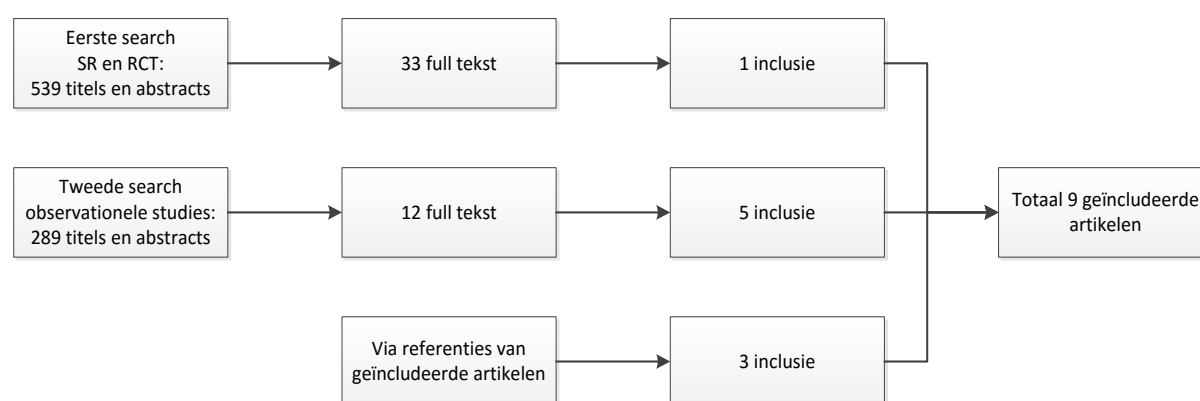 Eerste search
SR en RCT:
539 titels en abstracts
33 full tekst
1 inclusie
Tweede search
observationele studies:
289 titels en abstracts
12 full tekst
5 inclusie
Totaal 9 geïncludeerde
artikelen
Via referenties van
geïncludeerde artikelen
3 inclusie